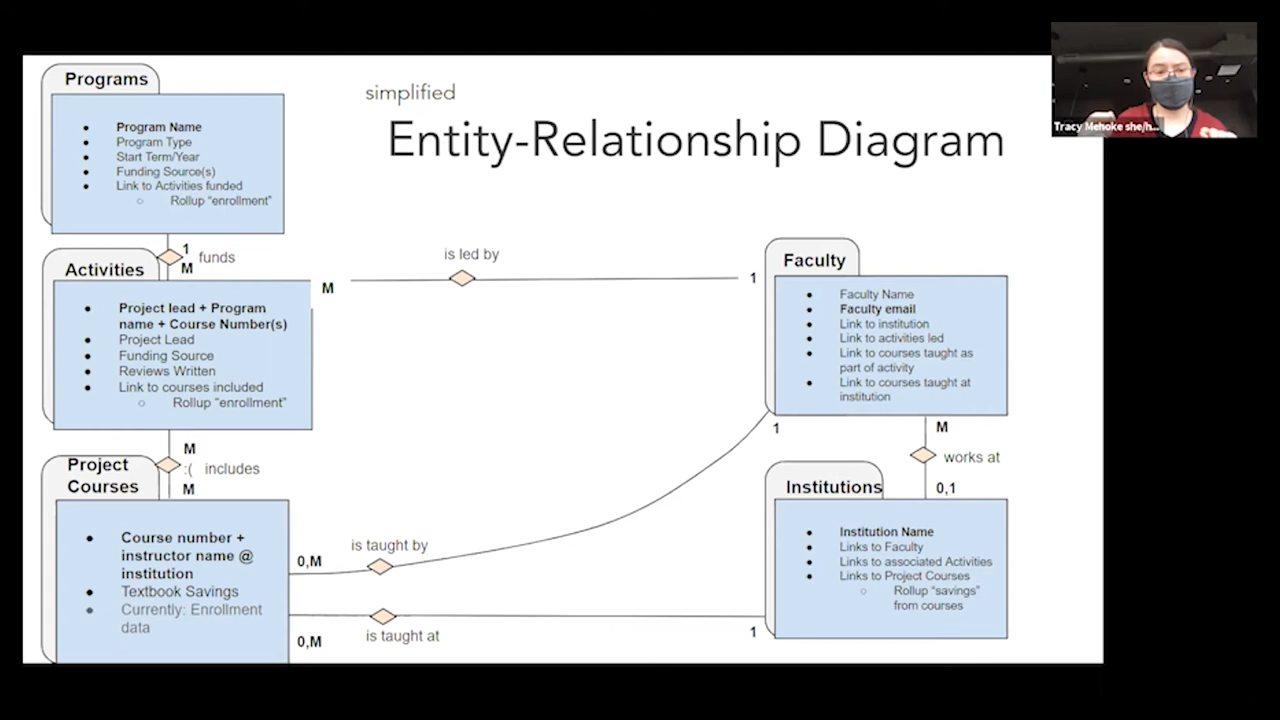 simplified
Entity-Relationship Diagram
Tracy Mehoke she/h...
Programs
Program Name
Program Type
Start Term/Year
Funding Source(s)
Link to Activities funded
Rollup "enrollment"
1
M
funds
Activities
Project lead + Program
name + Course Number(s)
Project Lead
Funding Source
Reviews Written
Link to courses included
Rollup "enrollment"
M
is led by
1
Faculty
Faculty Name
Faculty email
Link to institution
Link to activities led
Link to courses taught as
part of activity
Link to courses taught at
institution
M
:( includes
M
Project
Courses
Course number +
instructor name @
institution
Textbook Savings
Currently: Enrollment
data
0,M
is taught by
1
0,M
is taught at
1
M
works at
0,1
Institutions
Institution Name
Links to Faculty
Links to associated Activities
Links to Project Courses
Rollup "savings"
from courses